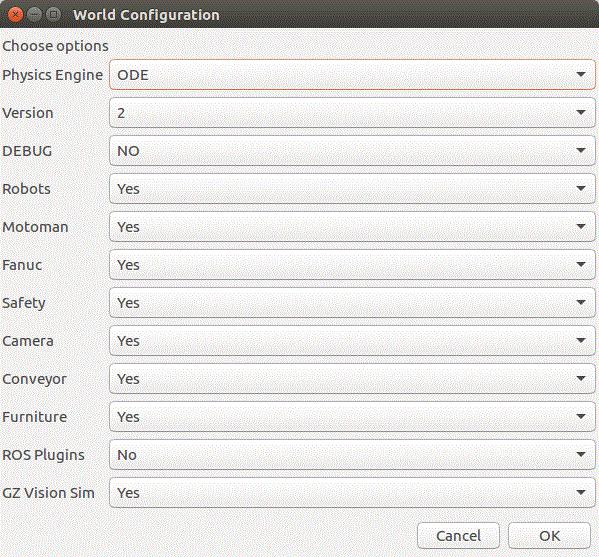 World Configuration
Choose options
Physics Engine ODE
Version 2
DEBUG NO
Robots Yes
Motoman Yes
Fanuc Yes
Safety Yes
Camera Yes
Conveyor Yes
Furniture Yes
ROS Plugins No
GZ Vision Sim Yes
Cancel OK